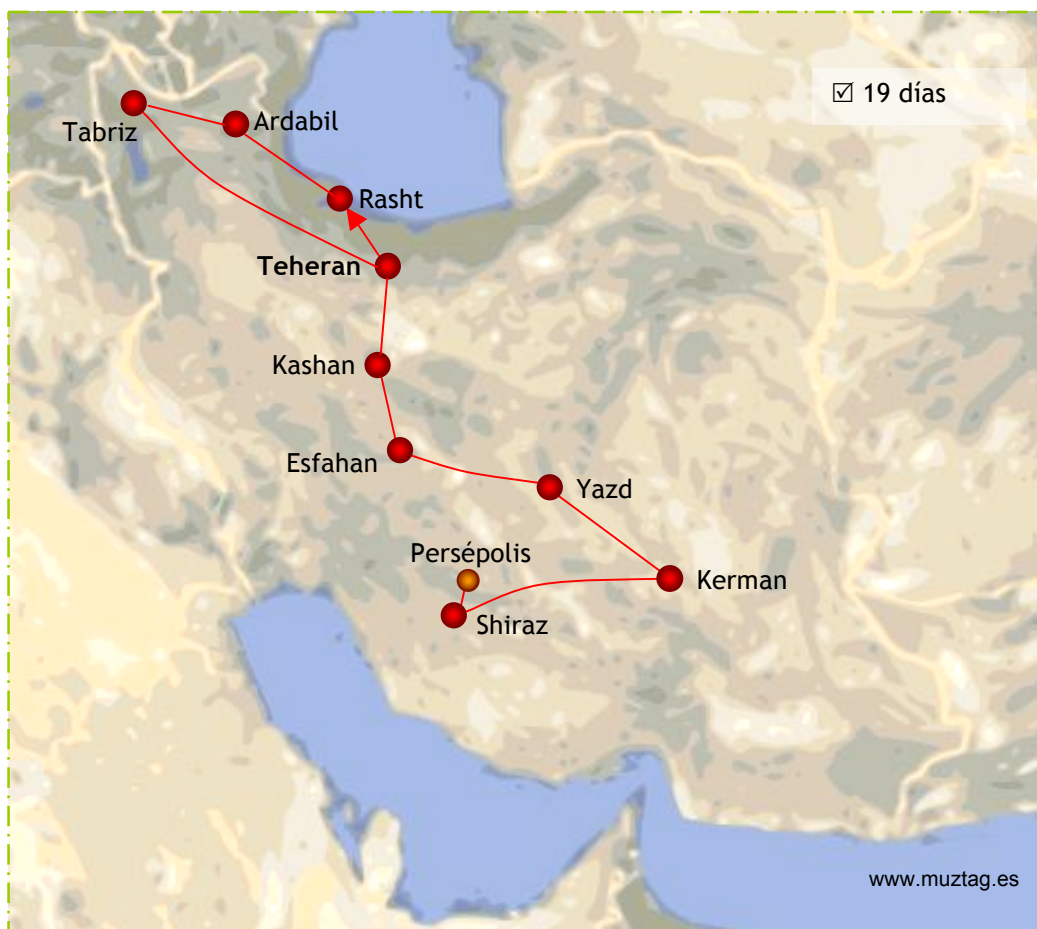 ☑ 19 días
Tabriz
Ardabil
Rasht
Teheran
Kashan
Esfahan
Yazd
Persépolis
Kerman
Shiraz
www.muztag.es